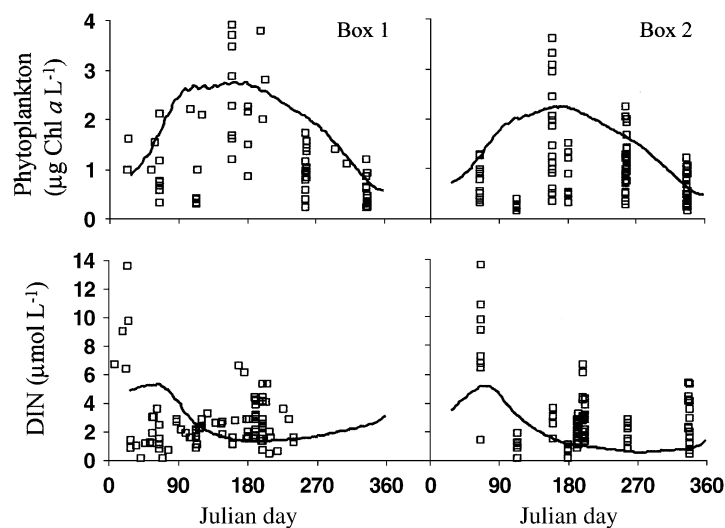 Box 1
Box 2
Phytoplankton
(µg Chl a L-1)
4
3
2
1
0
DIN (µmol L-1)
14
12
10
8
6
4
2
0
0 90 180 270 360
0 90 180 270 360
Julian day
Julian day